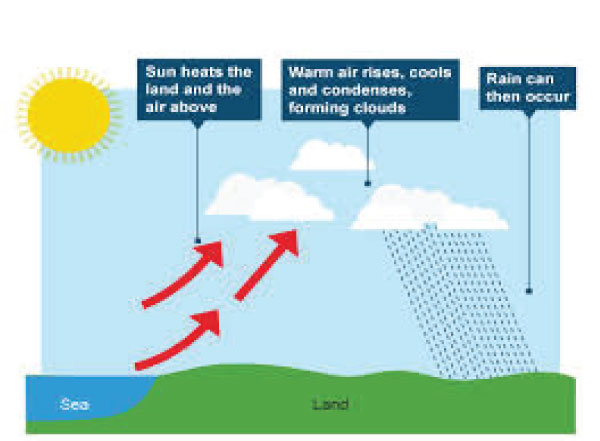 Sun heats the
land and the
air above
Warm air rises, cools
and condenses,
forming clouds
Rain can
then occur
Sea
Land